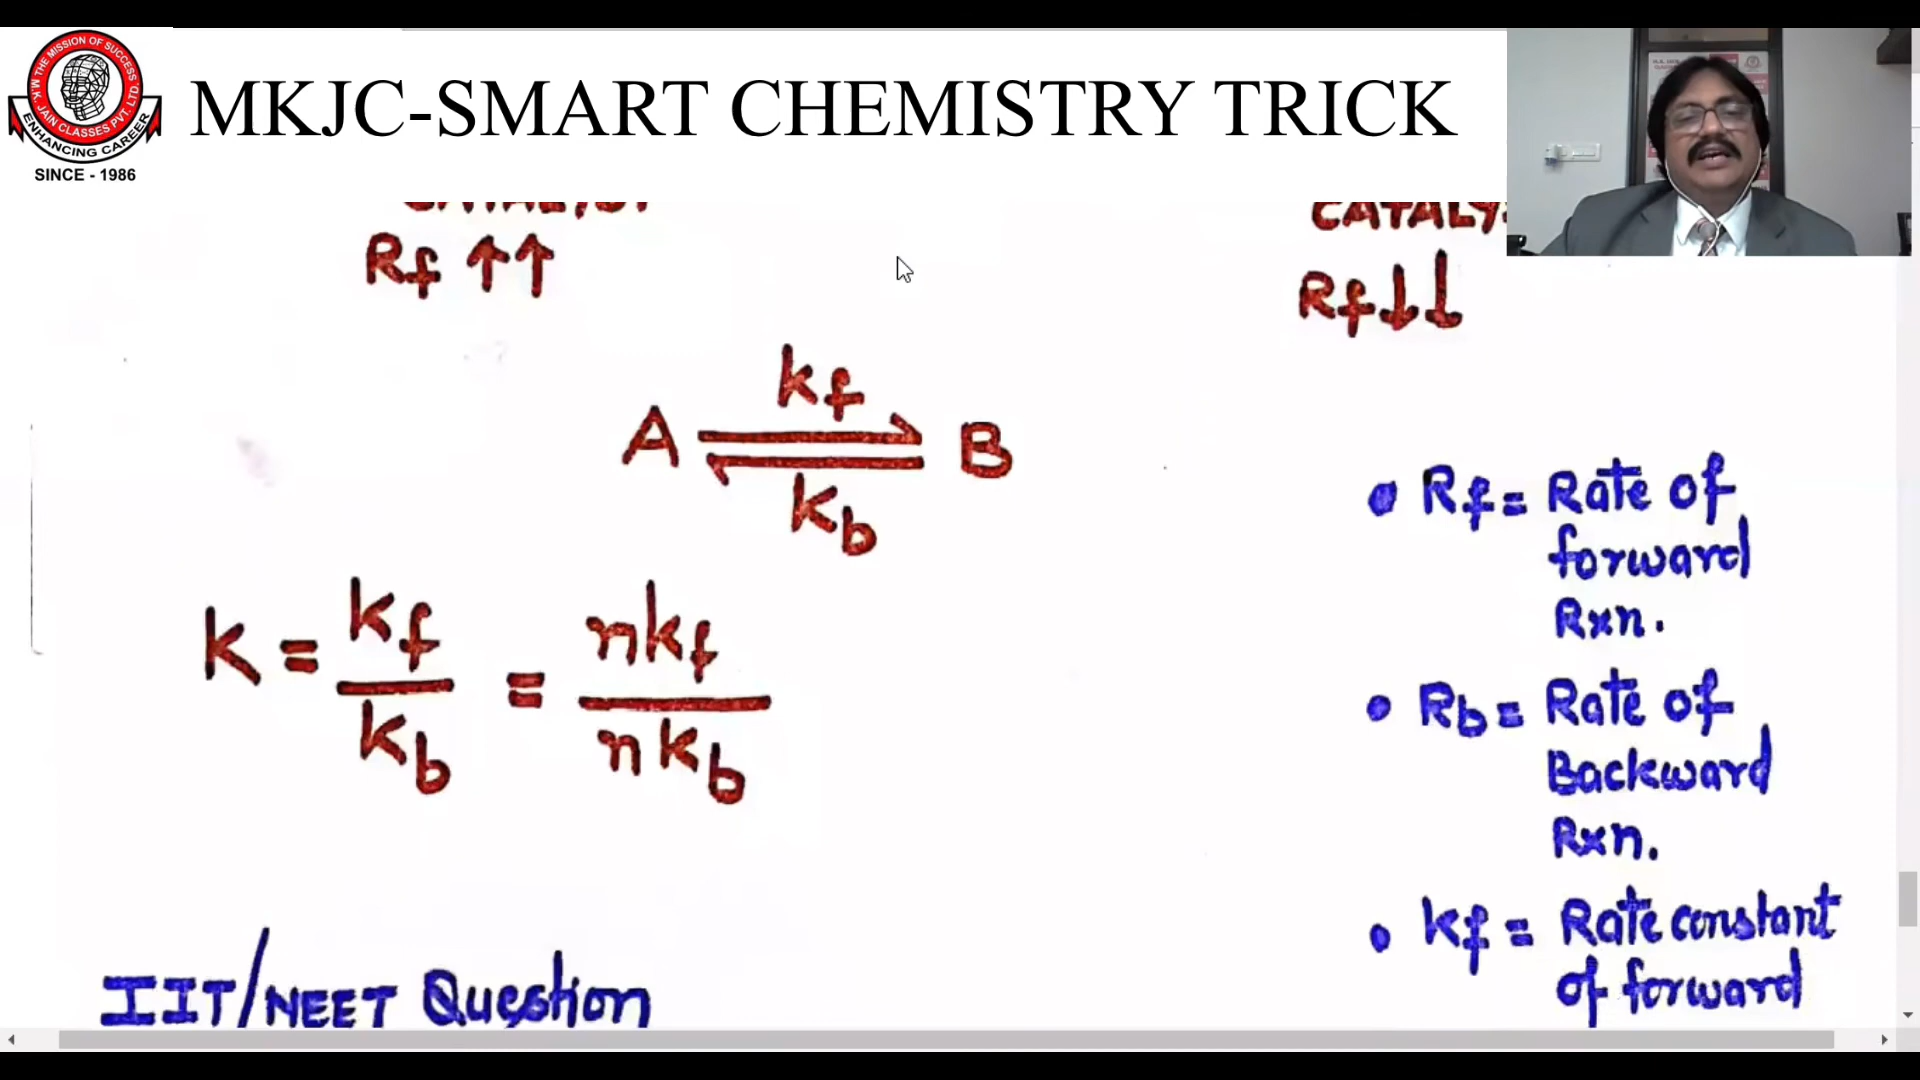 M.K. JAIN CLASSES PVT. LTD.
IN THE MISSION OF SUCCESS
ENHANCING CAREER
SINCE - 1986
MKJC-SMART CHEMISTRY TRICK
Rf ↑↑
Rf ↓↓
kf
A ⇌ B
kb
K = kf / kb = nkf / nkb
• Rf = Rate of
forward
Rxn.
• Rb = Rate of
Backward
Rxn.
• kf = Rate constant
of forward
IIT/NEET Question